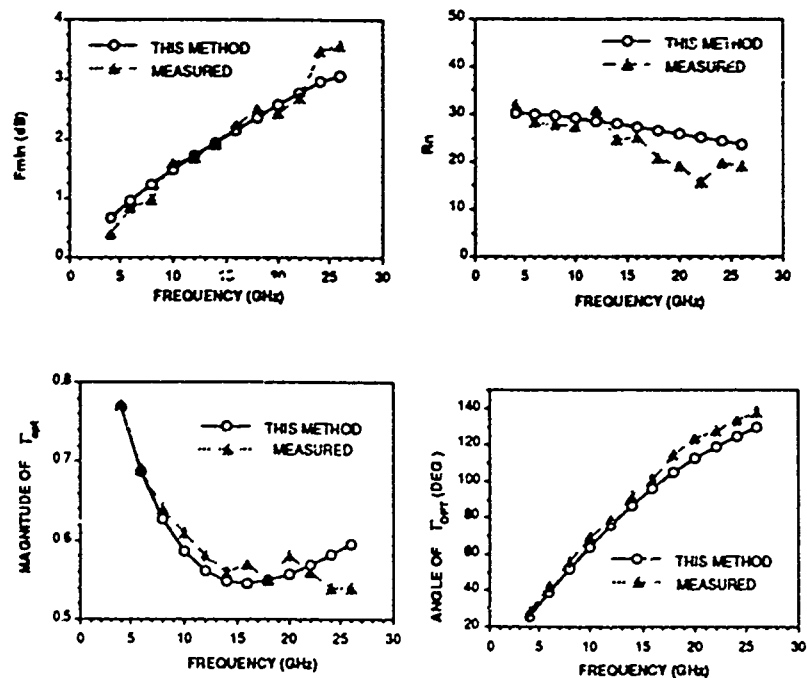 4
3
2
1
0
Fmin (dB)
THIS METHOD
MEASURED
0 5 10 15 20 25 30
FREQUENCY (GHz)
50
40
30
20
10
0
Rn
THIS METHOD
MEASURED
0 5 10 15 20 25 30
FREQUENCY (GHz)
0.8
0.7
0.6
0.5
MAGNITUDE OF Γopt
THIS METHOD
MEASURED
0 5 10 15 20 25 30
FREQUENCY (GHz)
140
120
100
80
60
40
20
ANGLE OF ΓOPT (DEG)
THIS METHOD
MEASURED
0 5 10 15 20 25 30
FREQUENCY (GHz)